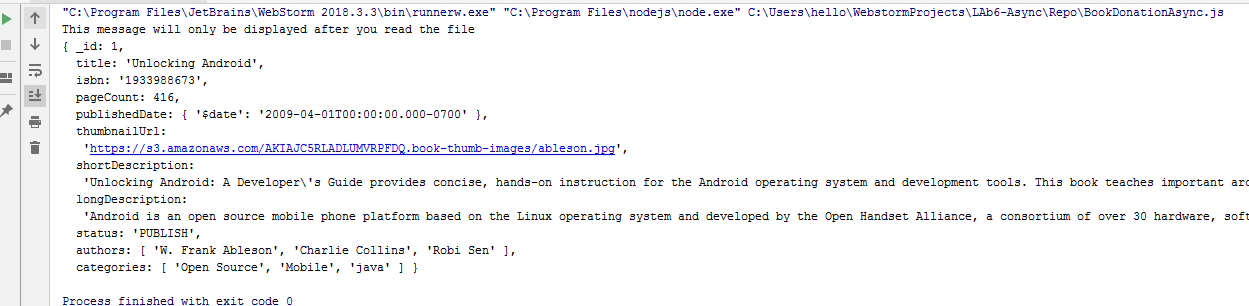 "C:\Program Files\JetBrains\WebStorm 2018.3.3\bin\runnerw.exe" "C:\Program Files\nodejs\node.exe" C:\Users\hello\WebstormProjects\LAb6-Async\Repo\BookDonationAsync.js
This message will only be displayed after you read the file
{ _id: 1,
title: 'Unlocking Android',
isbn: '1933988673',
pageCount: 416,
publishedDate: { '$date': '2009-04-01T00:00:00.000-0700' },
thumbnailUrl:
'https://s3.amazonaws.com/AKIAJC5RLADLUMVRPFDQ.book-thumb-images/ableson.jpg',
shortDescription:
'Unlocking Android: A Developer\'s Guide provides concise, hands-on instruction for the Android operating system and development tools. This book teaches important arc
longDescription:
'Android is an open source mobile phone platform based on the Linux operating system and developed by the Open Handset Alliance, a consortium of over 30 hardware, soft
status: 'PUBLISH',
authors: [ 'W. Frank Ableson', 'Charlie Collins', 'Robi Sen' ],
categories: [ 'Open Source', 'Mobile', 'java' ] }
Process finished with exit code 0